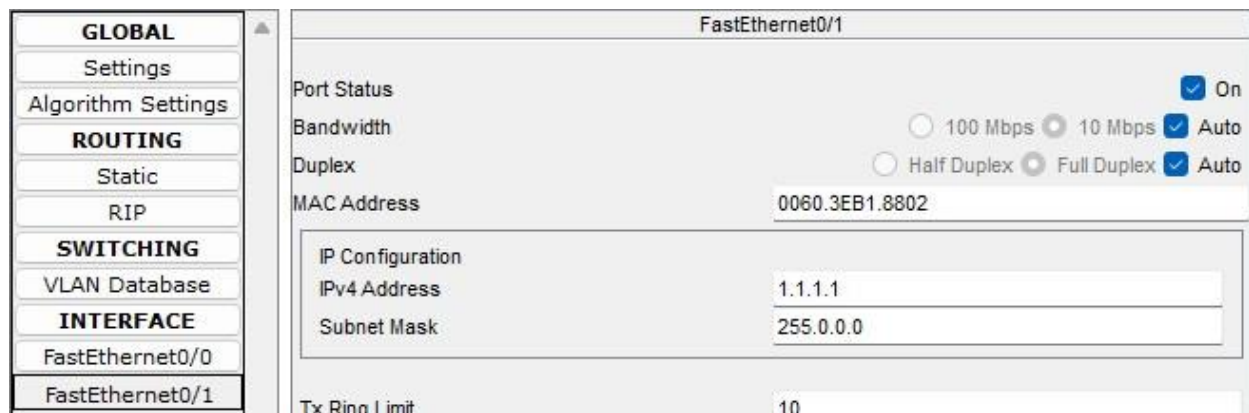 GLOBAL
Settings
Algorithm Settings
ROUTING
Static
RIP
SWITCHING
VLAN Database
INTERFACE
FastEthernet0/0
FastEthernet0/1
FastEthernet0/1
Port Status On
Bandwidth 100 Mbps 10 Mbps Auto
Duplex Half Duplex Full Duplex Auto
MAC Address 0060.3EB1.8802
IP Configuration
IPv4 Address 1.1.1.1
Subnet Mask 255.0.0.0
Tx Ring Limit 10